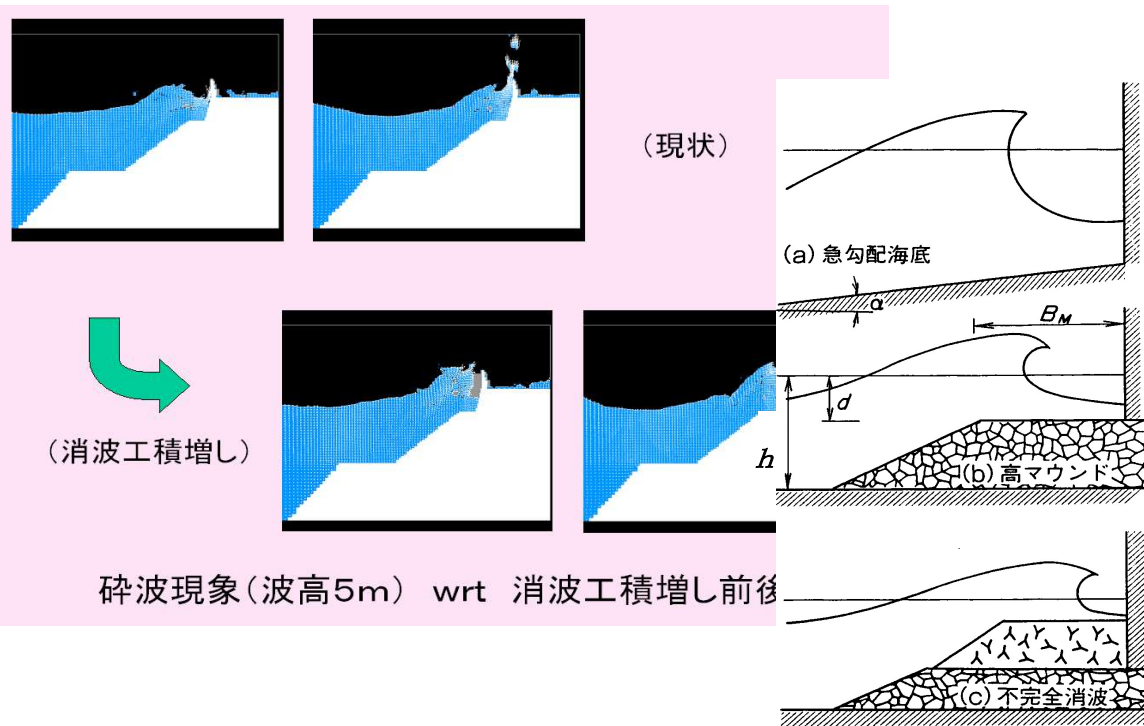 （現状）
（消波工積増し）
砕波現象（波高5ｍ） wrt 消波工積増し前後
(a) 急勾配海底
α
B_M
d
h
(b) 高マウンド
(c) 不完全消波